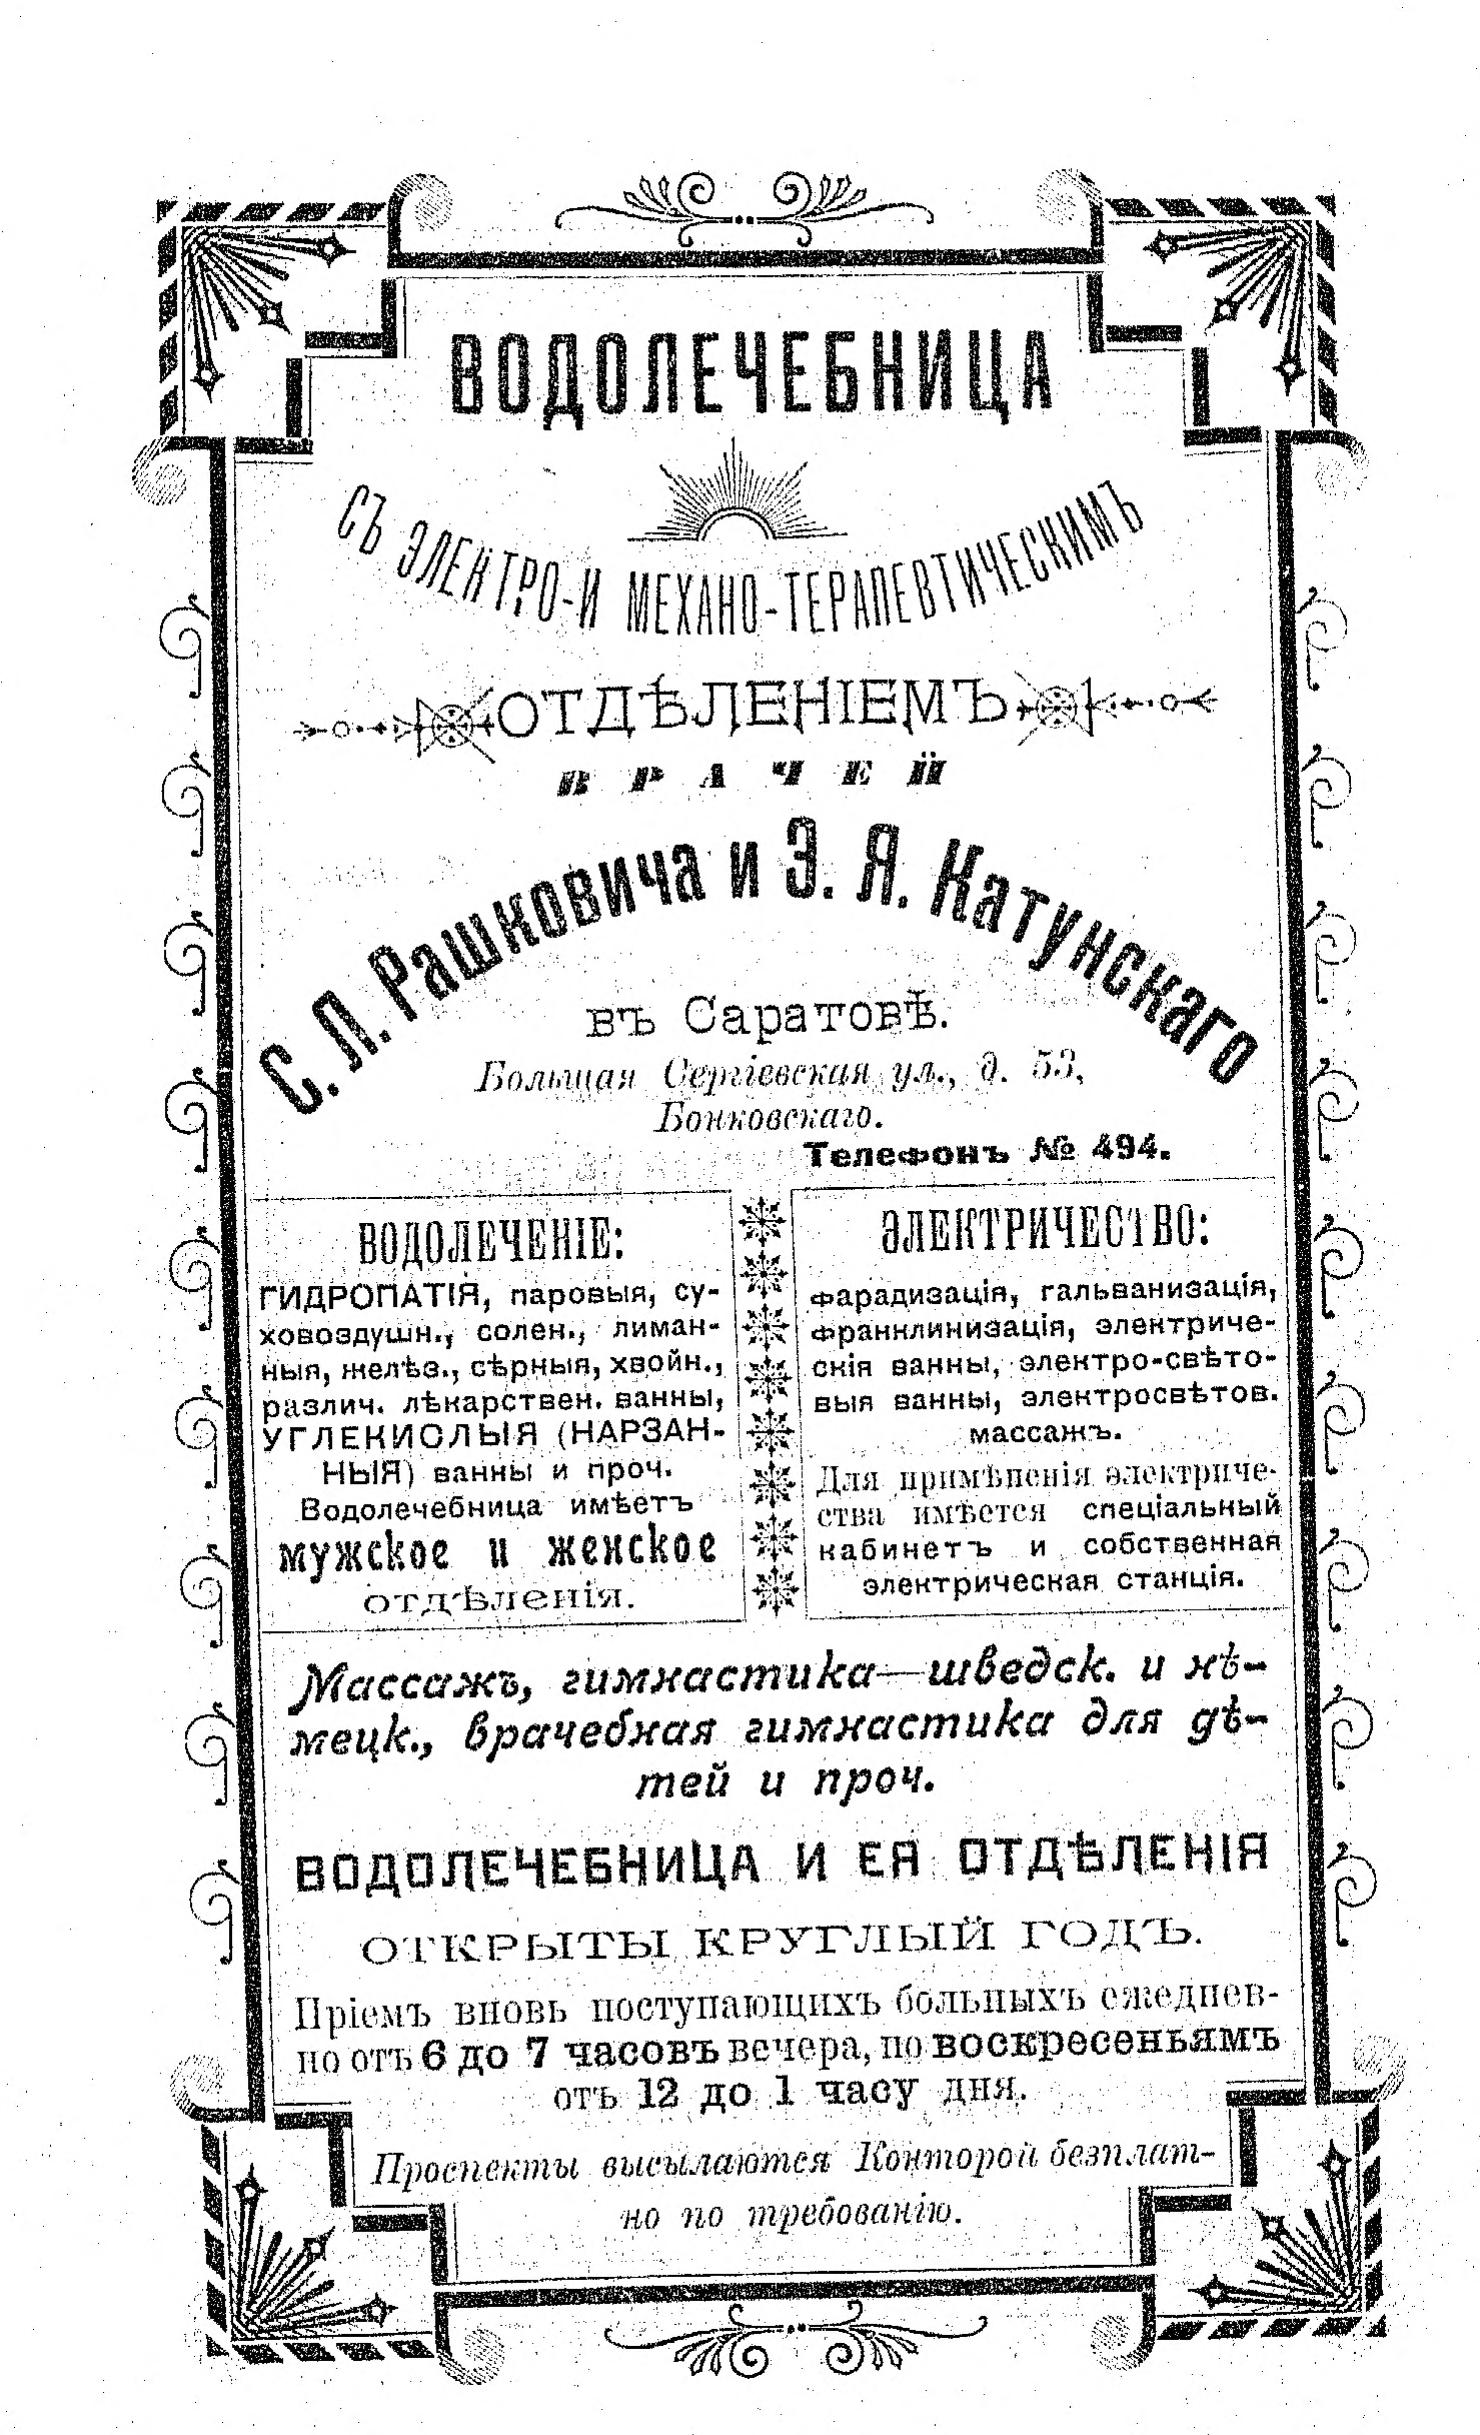 ВОДОЛЕЧЕБНИЦА
СЪ ЭЛЕКТРО-И МЕХАНО-ТЕРАПЕВТИЧЕСКИМЪ
ОТДѢЛЕНІЕМЪ
ВРАЧЕЙ
С. Л. Рашковича и Э. Я. Катунскаго
въ Саратовѣ.
Большая Сергіевская ул., д. 53,
Бонковскаго.
Телефонъ № 494.
ВОДОЛЕЧЕНІЕ:
ГИДРОПАТІЯ, паровыя, су-
ховоздушн., солен., лиман-
ныя, желѣз., сѣрныя, хвойн.,
различ. лѣкарствен. ванны,
УГЛЕКИСЛЫЯ (НАРЗАН-
НЫЯ) ванны и проч.
Водолечебница имѣетъ
мужское и женское
отдѣленія.
ЭЛЕКТРИЧЕСТВО:
фарадизація, гальванизація,
франклинизація, электриче-
скія ванны, электро-свѣто-
выя ванны, электросвѣтов.
массажъ.
Для примѣненія электриче-
ства имѣется спеціальный
кабинетъ и собственная
электрическая станція.
Массажъ, гимнастика—шведск. и нѣ-
мецк., врачебная гимнастика для дѣ-
тей и проч.
ВОДОЛЕЧЕБНИЦА И ЕЯ ОТДѢЛЕНІЯ
ОТКРЫТЫ КРУГЛЫЙ ГОДЪ.
Пріемъ вновь поступающихъ больныхъ ежеднев-
но отъ 6 до 7 часовъ вечера, по воскресеньямъ
отъ 12 до 1 часу дня.
Проспекты высылаются Конторой безплат-
но по требованію.